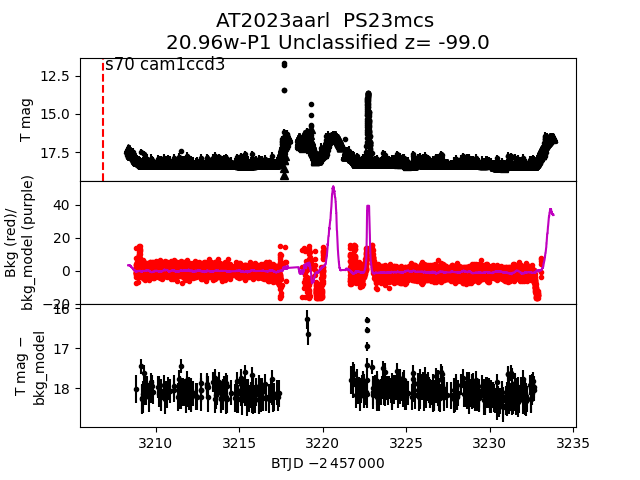 AT2023aarl  PS23mcs
20.96w-P1 Unclassified z= -99.0
s70 cam1ccd3
12.5
15.0
17.5
T mag
40
20
0
−20
Bkg (red)/
bkg_model (purple)
16
17
18
T mag −
bkg_model
3210
3215
3220
3225
3230
3235
BTJD −2 457 000